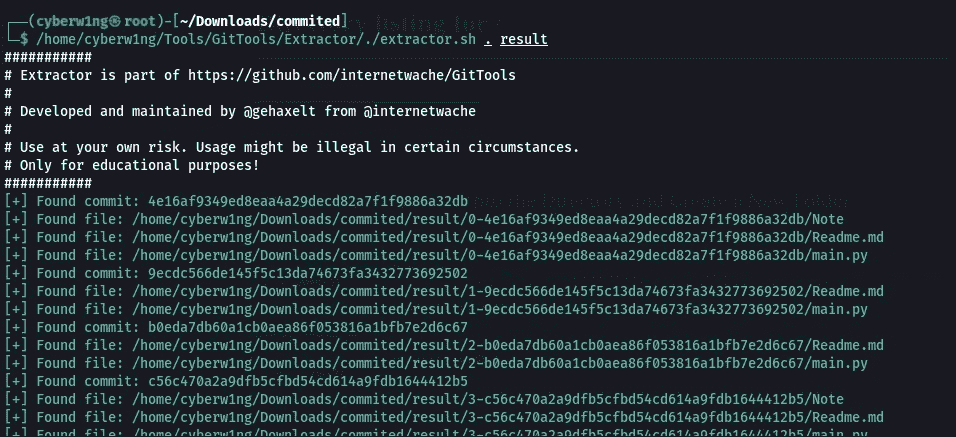 ┌──(cyberw1ng㉿root)-[~/Downloads/commited]
└─$ /home/cyberw1ng/Tools/GitTools/Extractor/./extractor.sh . result
###########
# Extractor is part of https://github.com/internetwache/GitTools
#
# Developed and maintained by @gehaxelt from @internetwache
#
# Use at your own risk. Usage might be illegal in certain circumstances.
# Only for educational purposes!
###########
[+] Found commit: 4e16af9349ed8eaa4a29decd82a7f1f9886a32db
[+] Found file: /home/cyberw1ng/Downloads/commited/result/0-4e16af9349ed8eaa4a29decd82a7f1f9886a32db/Note
[+] Found file: /home/cyberw1ng/Downloads/commited/result/0-4e16af9349ed8eaa4a29decd82a7f1f9886a32db/Readme.md
[+] Found file: /home/cyberw1ng/Downloads/commited/result/0-4e16af9349ed8eaa4a29decd82a7f1f9886a32db/main.py
[+] Found commit: 9ecdc566de145f5c13da74673fa3432773692502
[+] Found file: /home/cyberw1ng/Downloads/commited/result/1-9ecdc566de145f5c13da74673fa3432773692502/Readme.md
[+] Found file: /home/cyberw1ng/Downloads/commited/result/1-9ecdc566de145f5c13da74673fa3432773692502/main.py
[+] Found commit: b0eda7db60a1cb0aea86f053816a1bfb7e2d6c67
[+] Found file: /home/cyberw1ng/Downloads/commited/result/2-b0eda7db60a1cb0aea86f053816a1bfb7e2d6c67/Readme.md
[+] Found file: /home/cyberw1ng/Downloads/commited/result/2-b0eda7db60a1cb0aea86f053816a1bfb7e2d6c67/main.py
[+] Found commit: c56c470a2a9dfb5cfbd54cd614a9fdb1644412b5
[+] Found file: /home/cyberw1ng/Downloads/commited/result/3-c56c470a2a9dfb5cfbd54cd614a9fdb1644412b5/Note
[+] Found file: /home/cyberw1ng/Downloads/commited/result/3-c56c470a2a9dfb5cfbd54cd614a9fdb1644412b5/Readme.md
[+] Found file: /home/cyberw1ng/Downloads/commited/result/3-c56c470a2a9dfb5cfbd54cd614a9fdb1644412b5/main.py